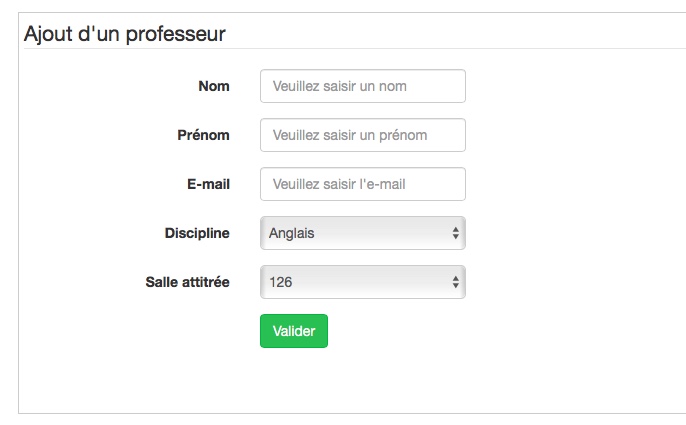 Ajout d'un professeur
Nom Veuillez saisir un nom
Prénom Veuillez saisir un prénom
E-mail Veuillez saisir l'e-mail
Discipline Anglais
Salle attitrée 126
Valider